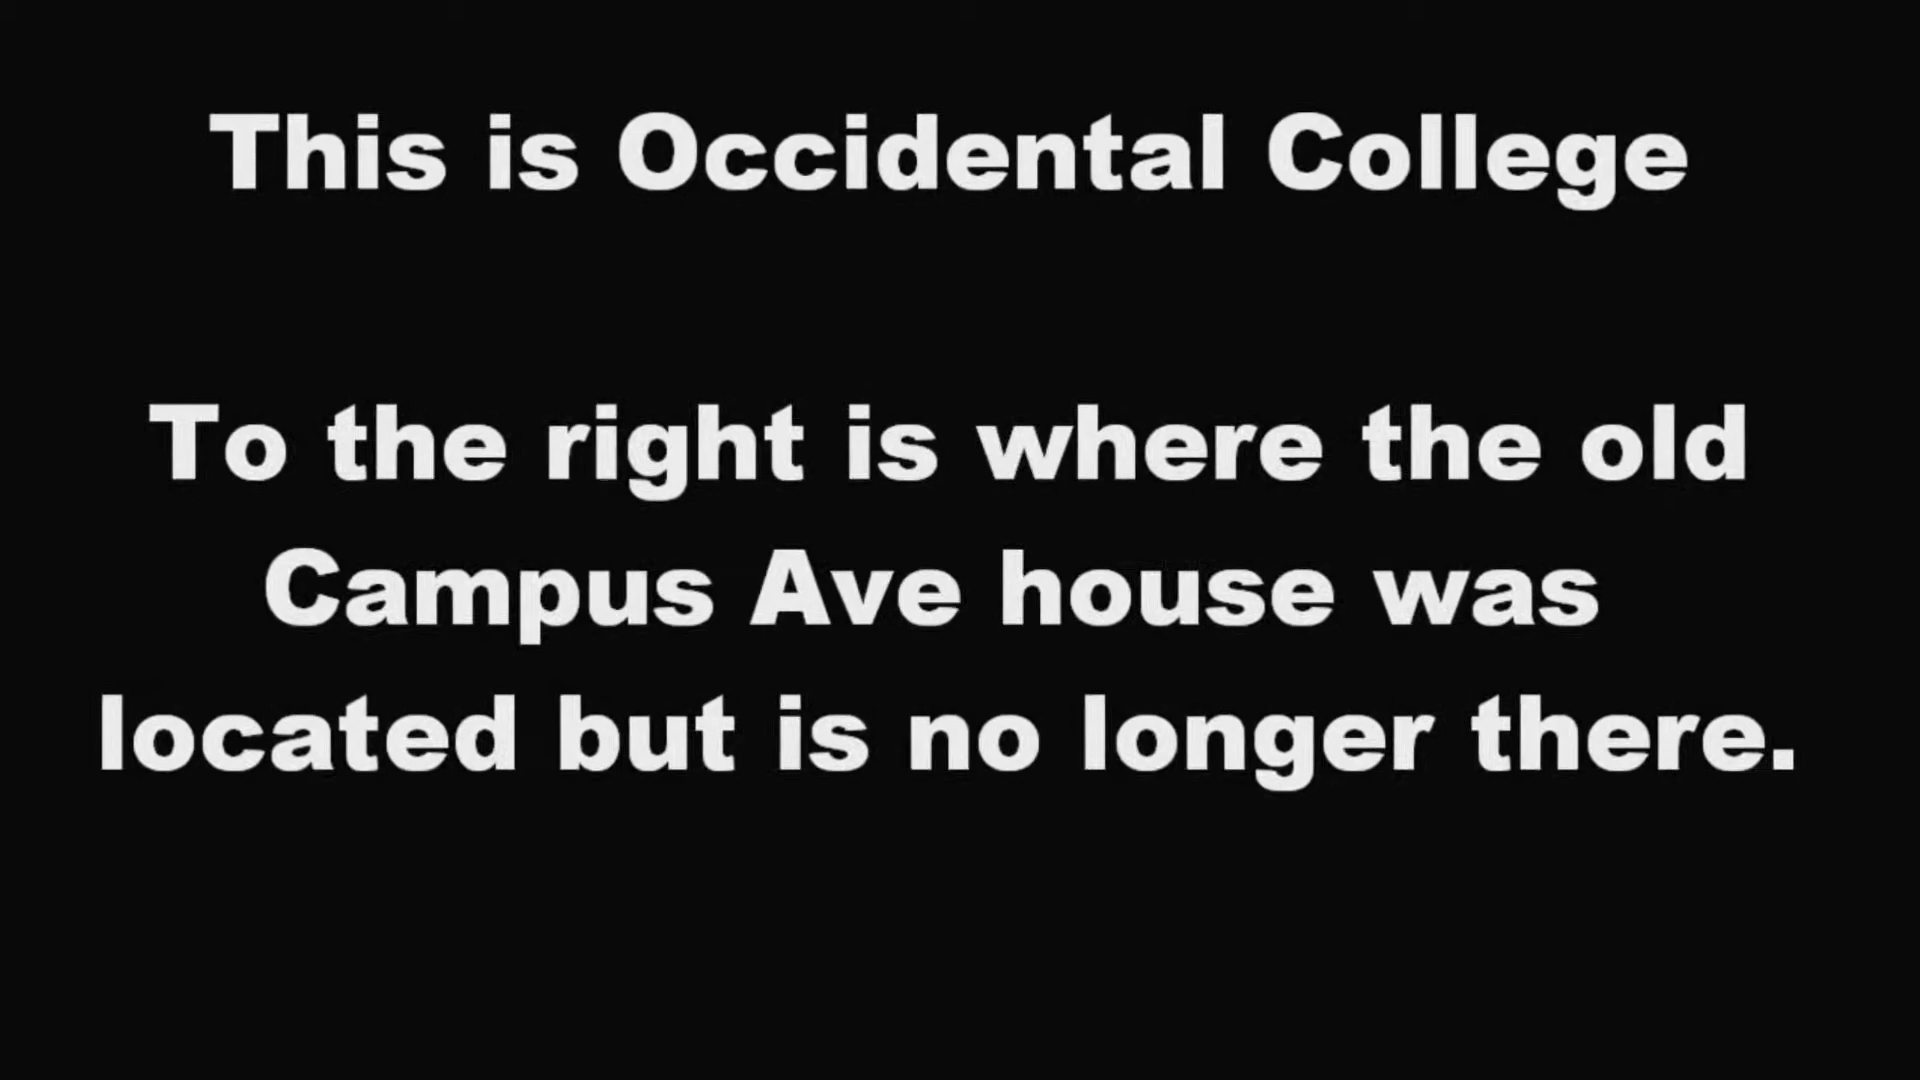 This is Occidental College
To the right is where the old
Campus Ave house was
located but is no longer there.